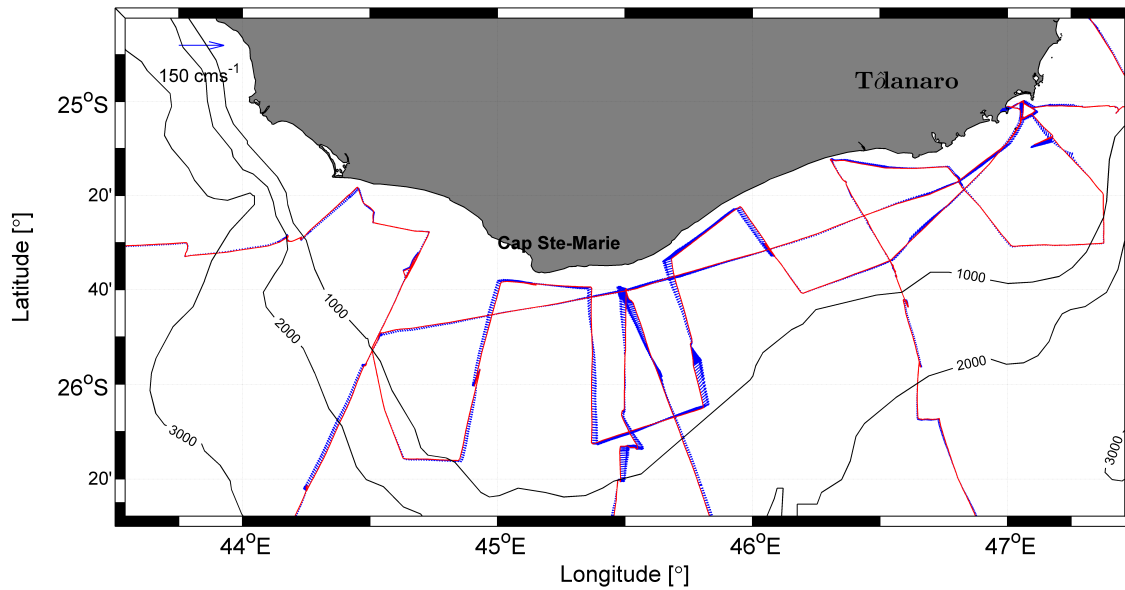 150 cms-1
Tôlanaro
25°S
20'
Cap Ste-Marie
40'
1000
1000
2000
2000
26°S
3000
3000
20'
44°E
45°E
46°E
47°E
Longitude [°]
Latitude [°]